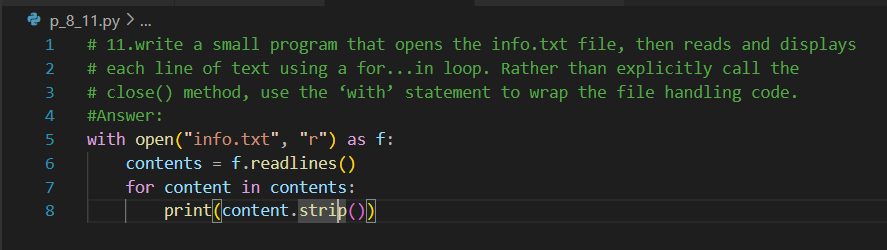 p_8_11.py > ...
1 # 11.write a small program that opens the info.txt file, then reads and displays
2 # each line of text using a for...in loop. Rather than explicitly call the
3 # close() method, use the ‘with’ statement to wrap the file handling code.
4 #Answer:
5 with open("info.txt", "r") as f:
6     contents = f.readlines()
7     for content in contents:
8         print(content.strip())